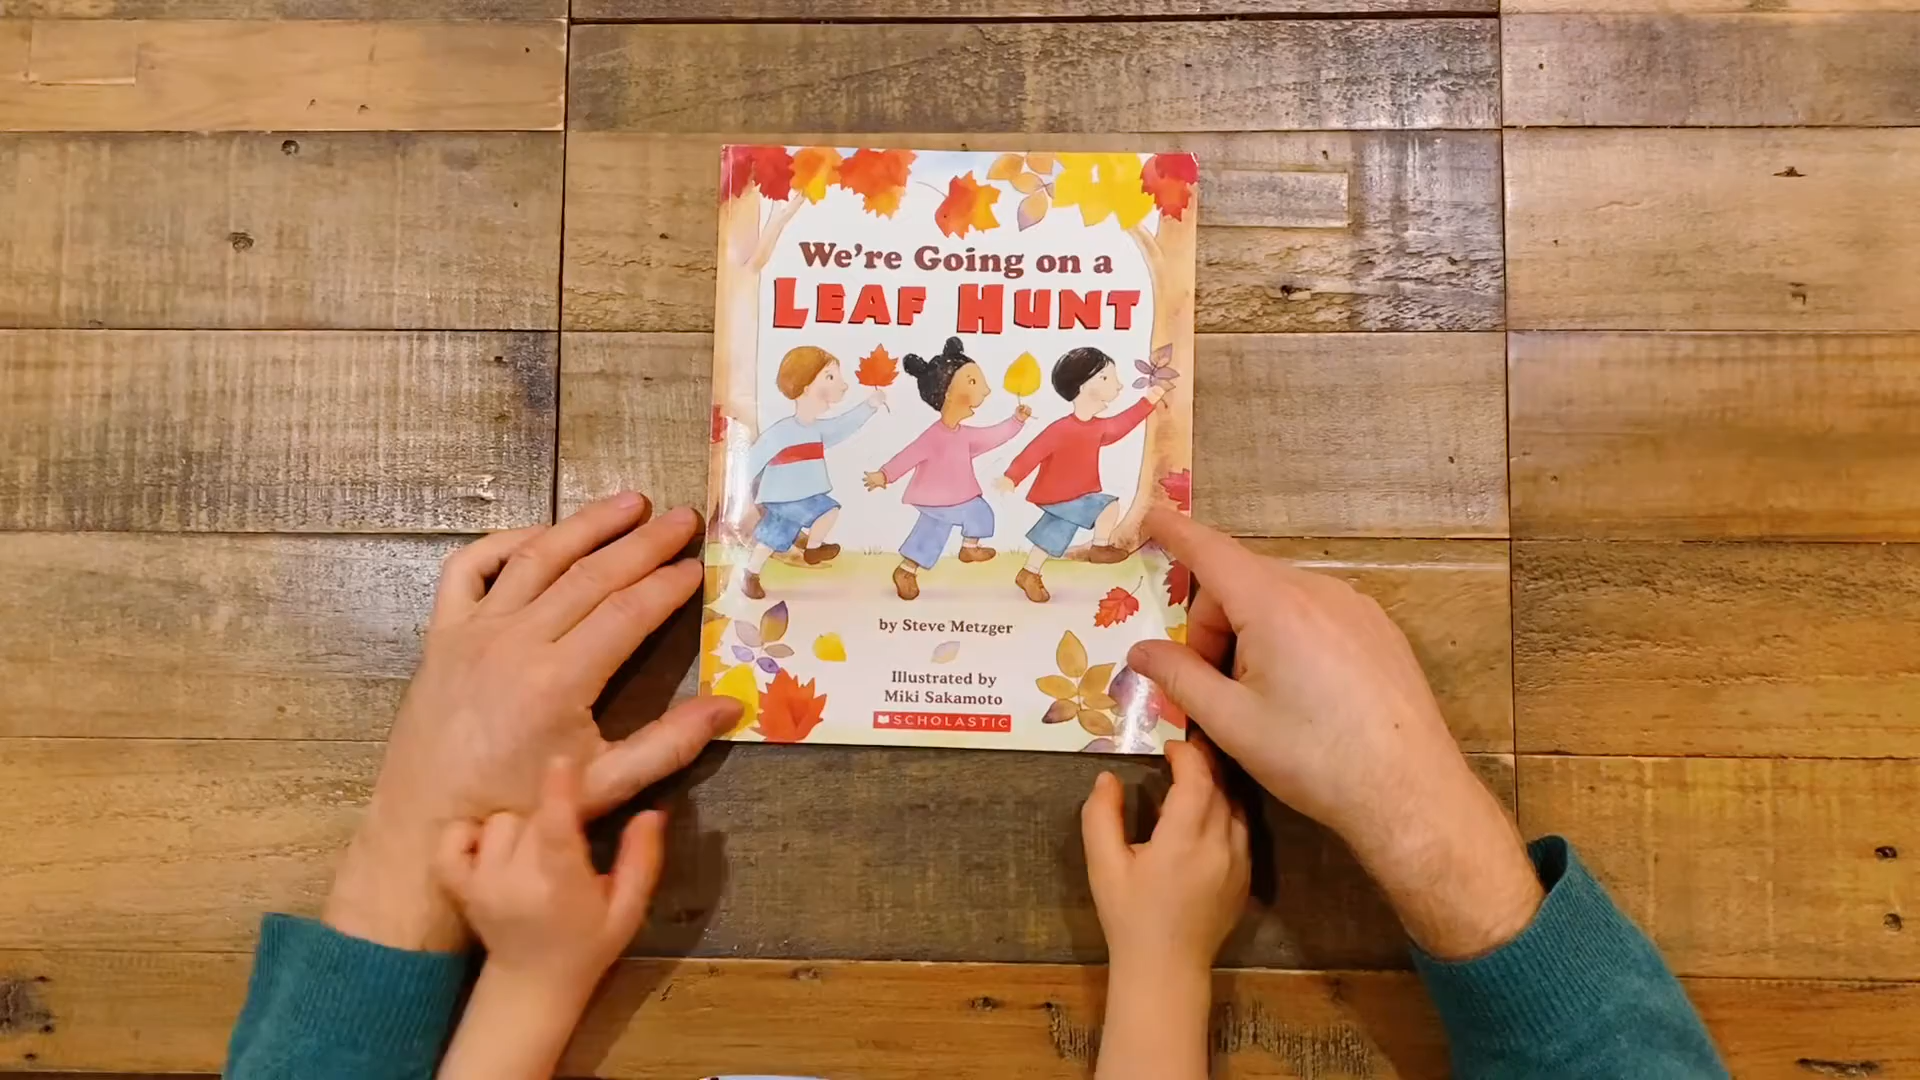 We're Going on a
LEAF HUNT
by Steve Metzger
Illustrated by
Miki Sakamoto
SCHOLASTIC